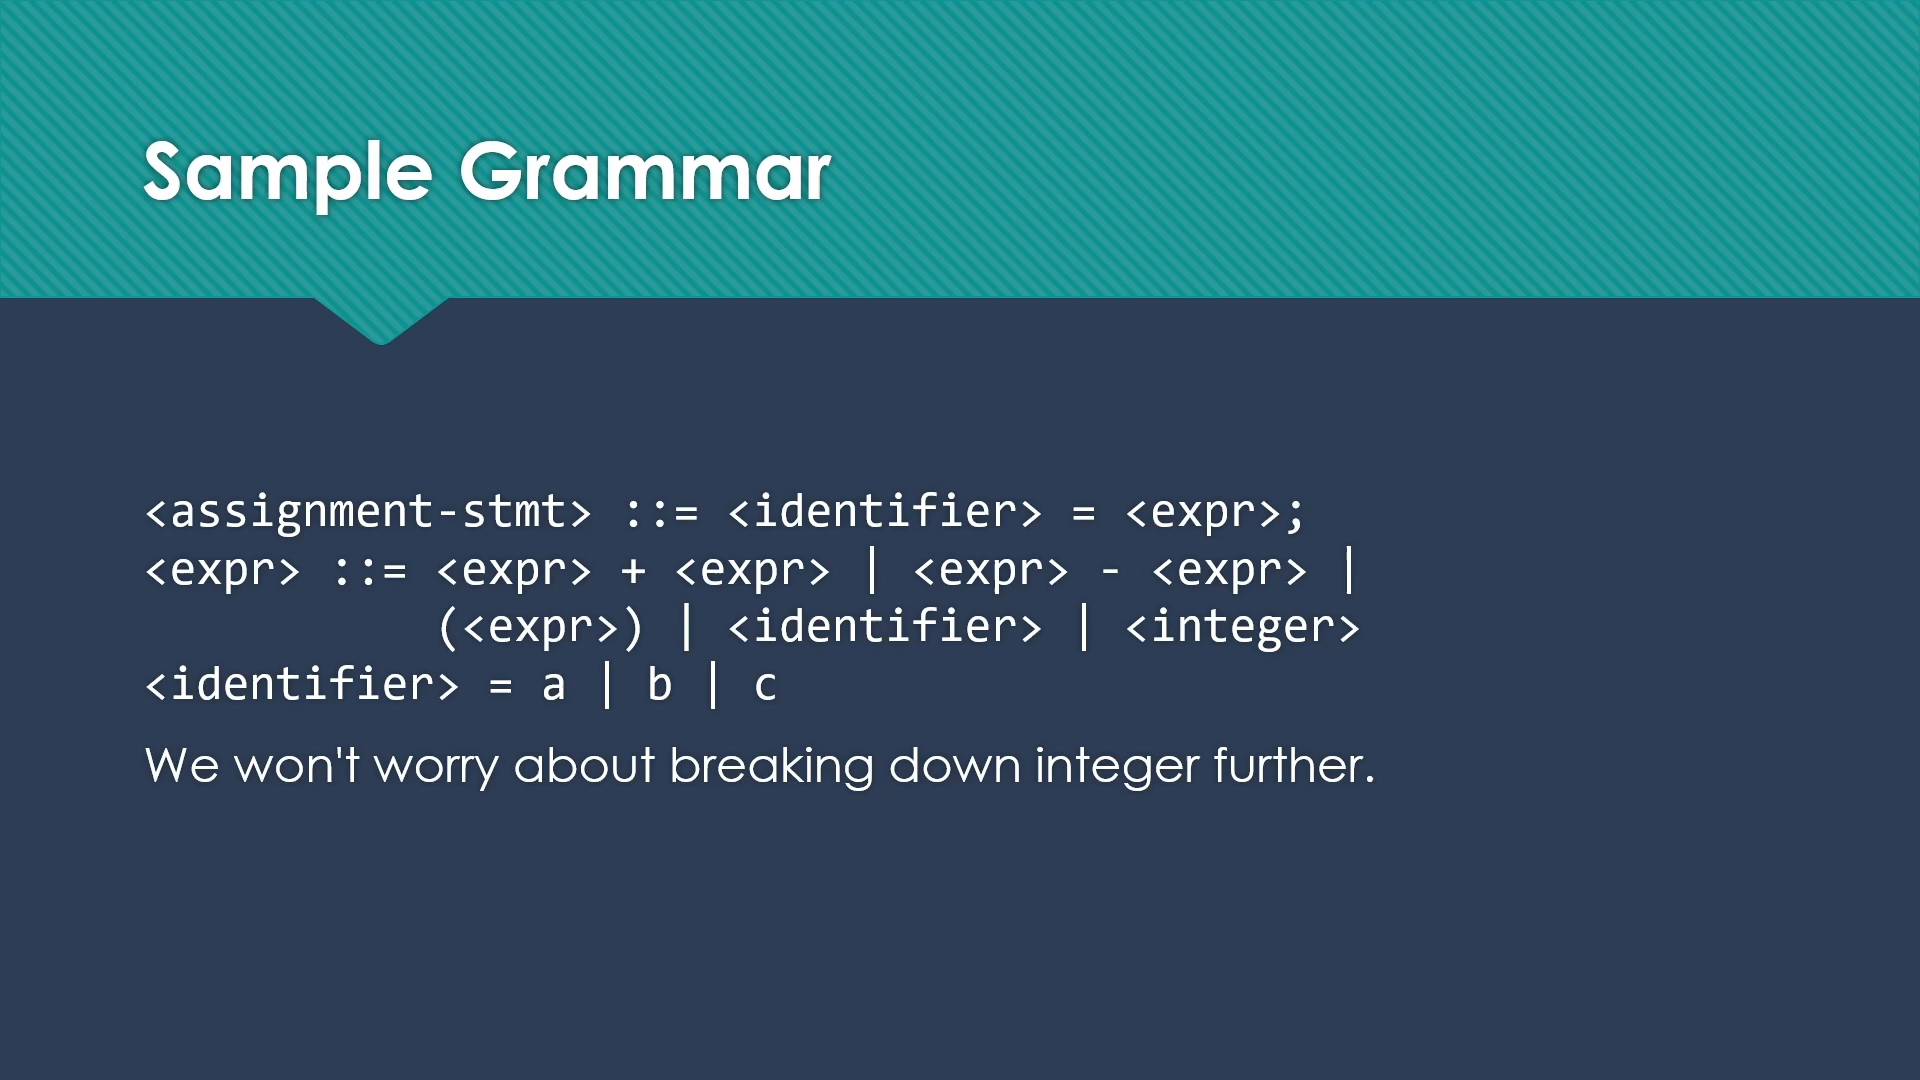 Sample Grammar
<assignment-stmt> ::= <identifier> = <expr>;
<expr> ::= <expr> + <expr> | <expr> - <expr> |
(<expr>) | <identifier> | <integer>
<identifier> = a | b | c
We won't worry about breaking down integer further.